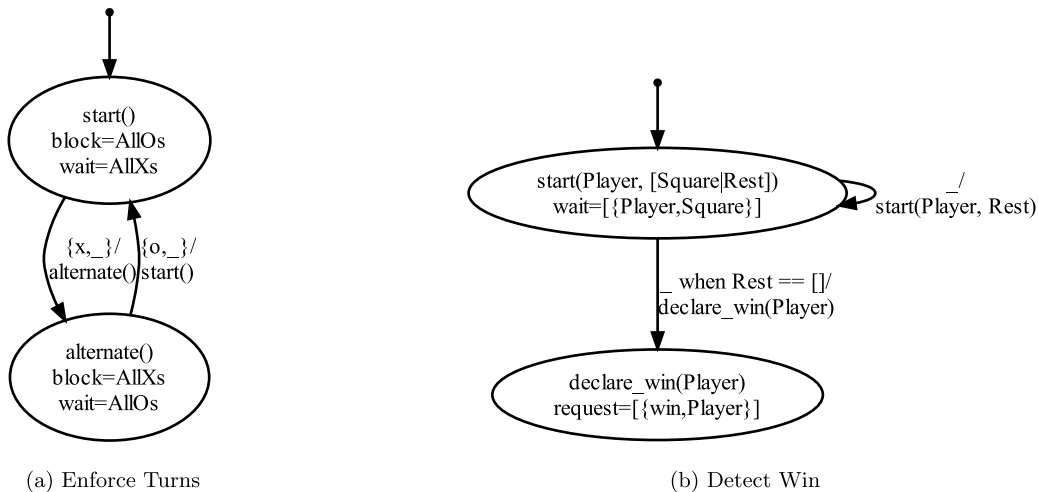 start()
block=AllOs
wait=AllXs
{x,_}/
alternate()
{o,_}/
start()
alternate()
block=AllXs
wait=AllOs
(a) Enforce Turns
start(Player, [Square|Rest])
wait=[{Player,Square}]
_/
start(Player, Rest)
_ when Rest == []/
declare_win(Player)
declare_win(Player)
request=[{win,Player}]
(b) Detect Win